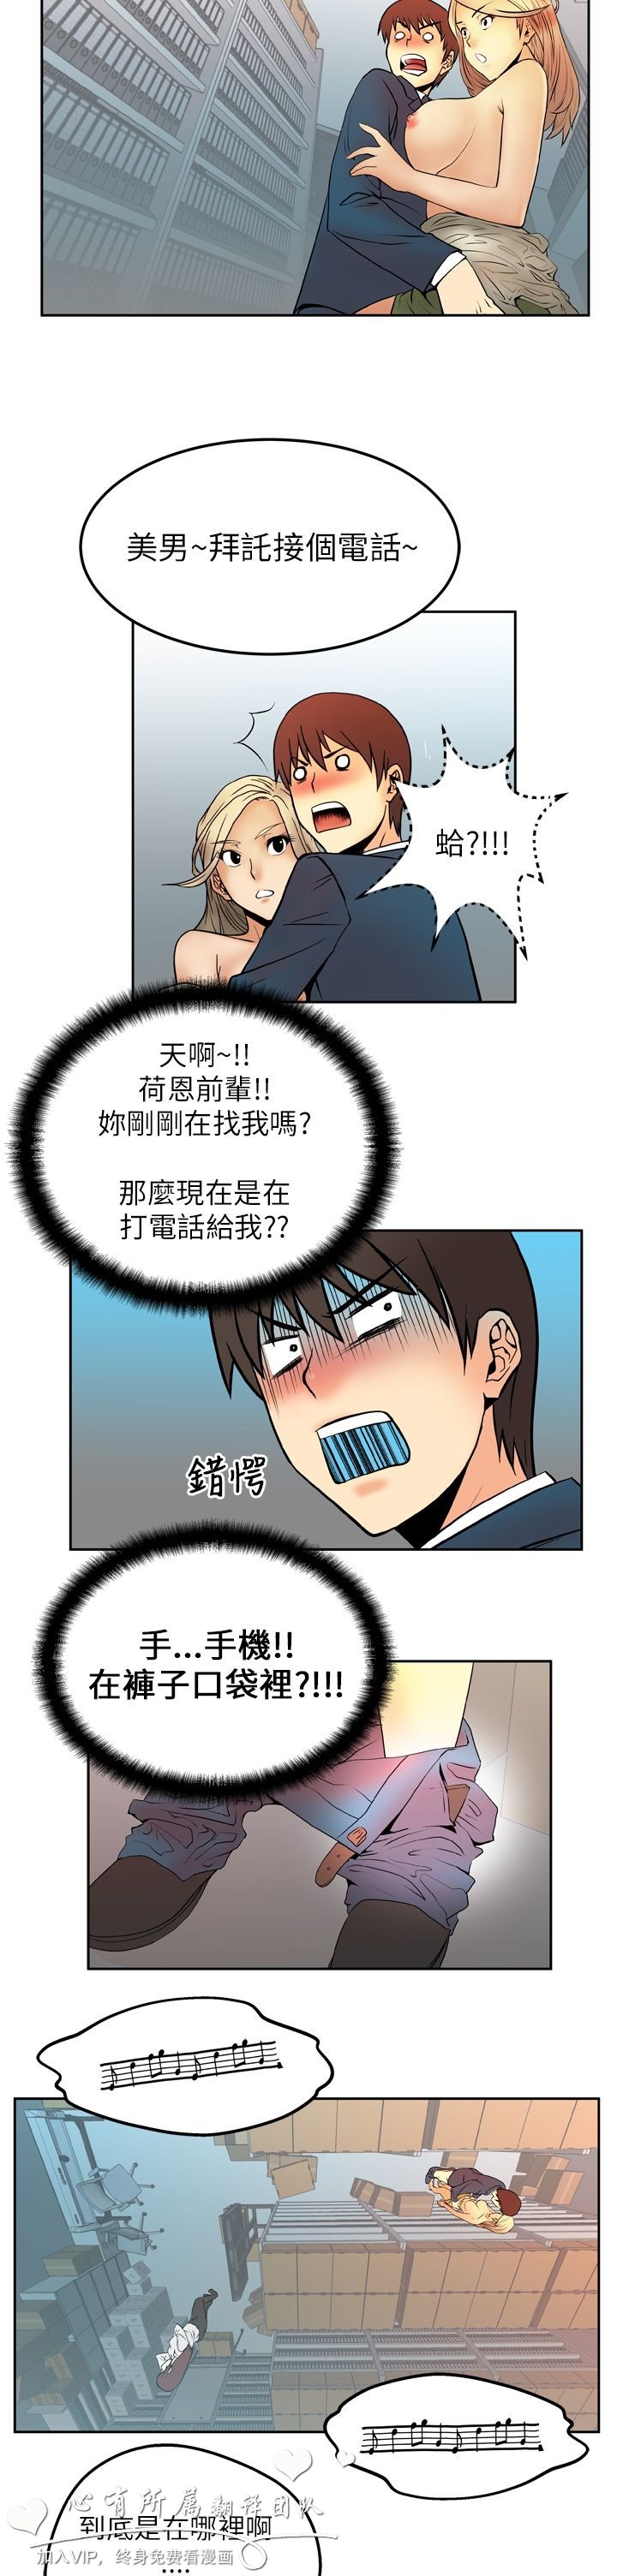 美男~拜託接個電話~
蛤?!!!
天啊~!!
荷恩前輩!!
妳剛剛在找我嗎?
那麼現在是在
打電話給我??
錯愕
手...手機!!
在褲子口袋裡?!!!
心有所屬翻译团队
到底是在哪裡啊
....
加入VIP，终身免费看漫画